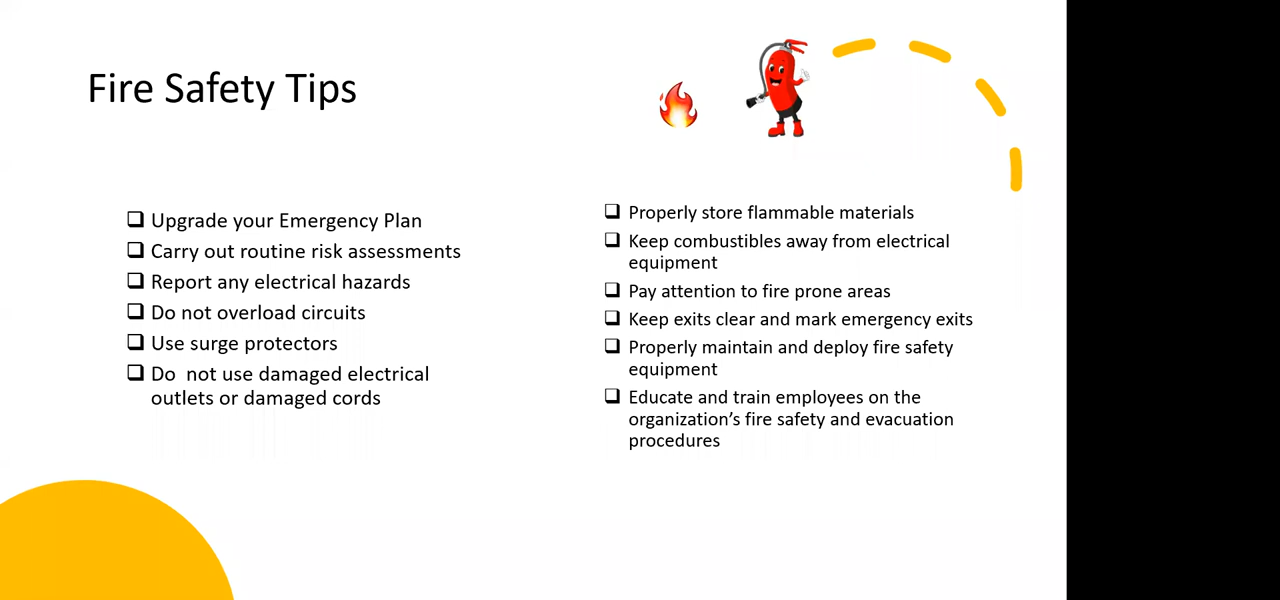 Fire Safety Tips
❑ Upgrade your Emergency Plan
❑ Carry out routine risk assessments
❑ Report any electrical hazards
❑ Do not overload circuits
❑ Use surge protectors
❑ Do  not use damaged electrical
outlets or damaged cords
❑ Properly store flammable materials
❑ Keep combustibles away from electrical
equipment
❑ Pay attention to fire prone areas
❑ Keep exits clear and mark emergency exits
❑ Properly maintain and deploy fire safety
equipment
❑ Educate and train employees on the
organization’s fire safety and evacuation
procedures